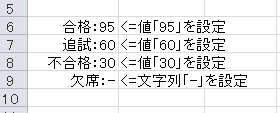 5
6 合格:95 <=値｢95｣を設定
7 追試:60 <=値｢60｣を設定
8 不合格:30 <=値｢30｣を設定
9 欠席:− <=文字列｢−｣を設定
10